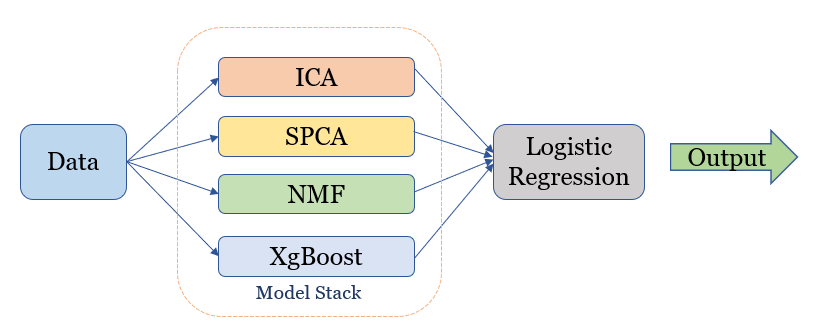 Data
ICA
SPCA
NMF
XgBoost
Model Stack
Logistic
Regression
Output